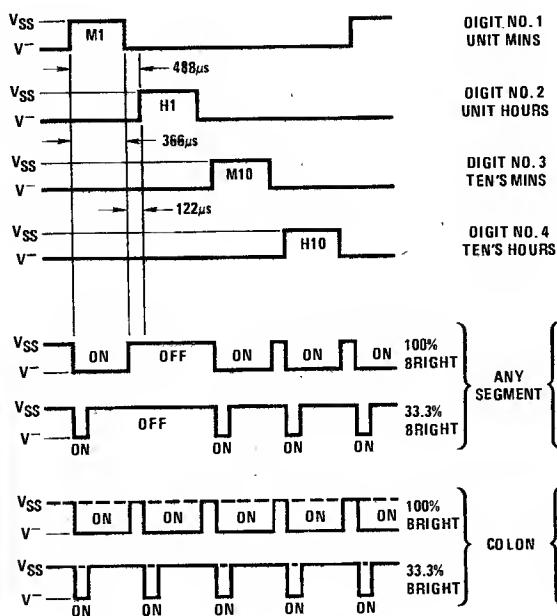 VSS
V–
M1
DIGIT NO. 1
UNIT MINS
488μs
VSS
V–
H1
DIGIT NO. 2
UNIT HOURS
366μs
VSS
V–
M10
DIGIT NO. 3
TEN'S MINS
122μs
VSS
V–
H10
DIGIT NO. 4
TEN'S HOURS
VSS
V–
ON
OFF
ON
ON
ON
100%
BRIGHT
VSS
V–
ON
OFF
ON
ON
ON
33.3%
BRIGHT
ANY
SEGMENT
VSS
V–
ON
ON
ON
ON
ON
100%
BRIGHT
VSS
V–
ON
ON
ON
ON
ON
33.3%
BRIGHT
COLON